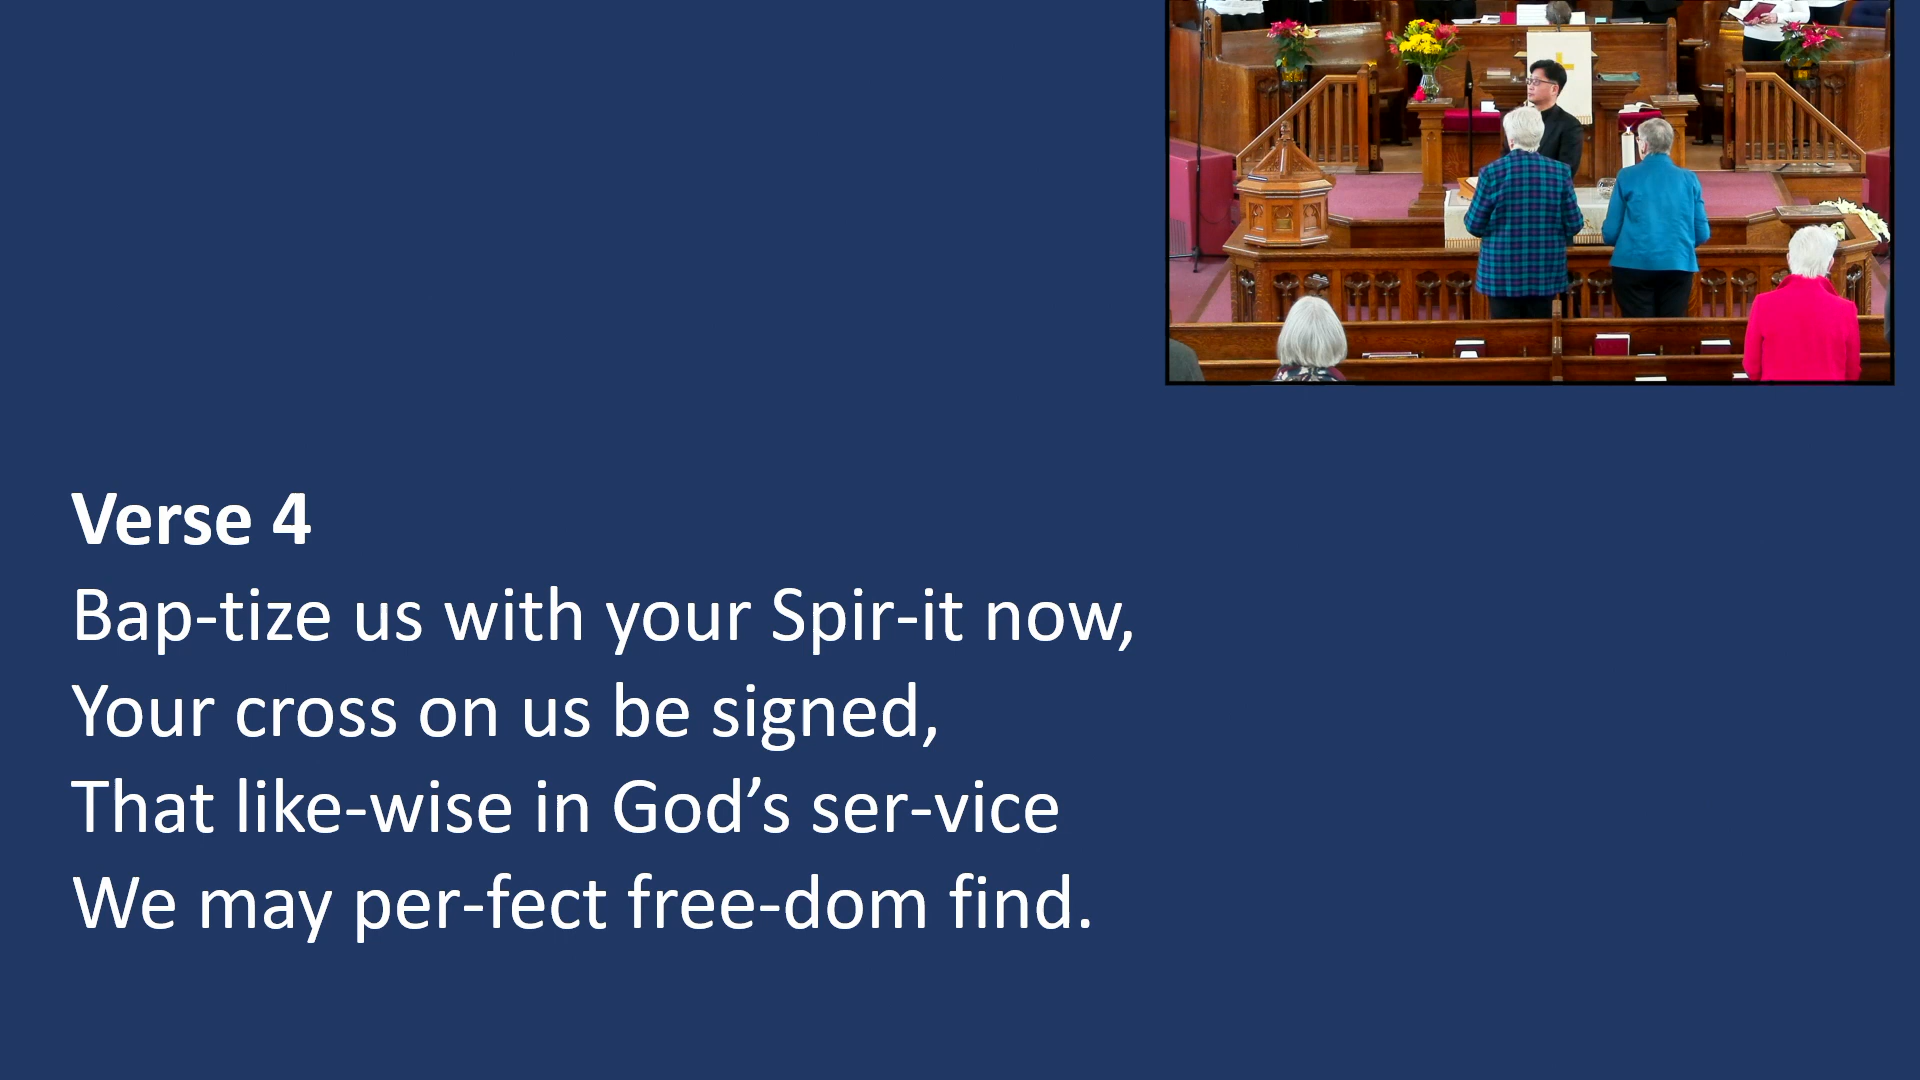 Verse 4
Bap-tize us with your Spir-it now,
Your cross on us be signed,
That like-wise in God’s ser-vice
We may per-fect free-dom find.